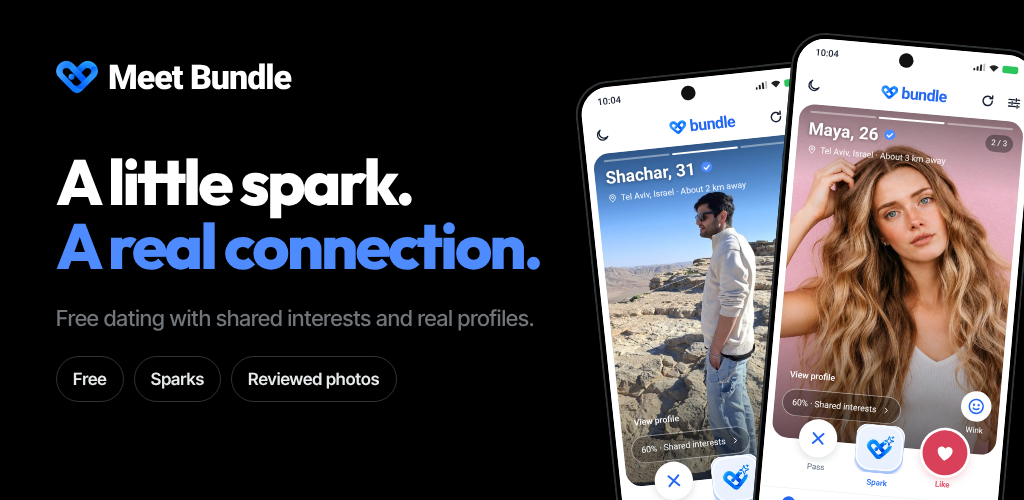 Meet Bundle
A little spark.
A real connection.
Free dating with shared interests and real profiles.
Free
Sparks
Reviewed photos
10:04
bundle
Shachar, 31
Tel Aviv, Israel · About 2 km away
View profile
60% · Shared interests
10:04
bundle
Maya, 26
2 / 3
Tel Aviv, Israel · About 3 km away
View profile
60% · Shared interests
Wink
Pass
Spark
Like